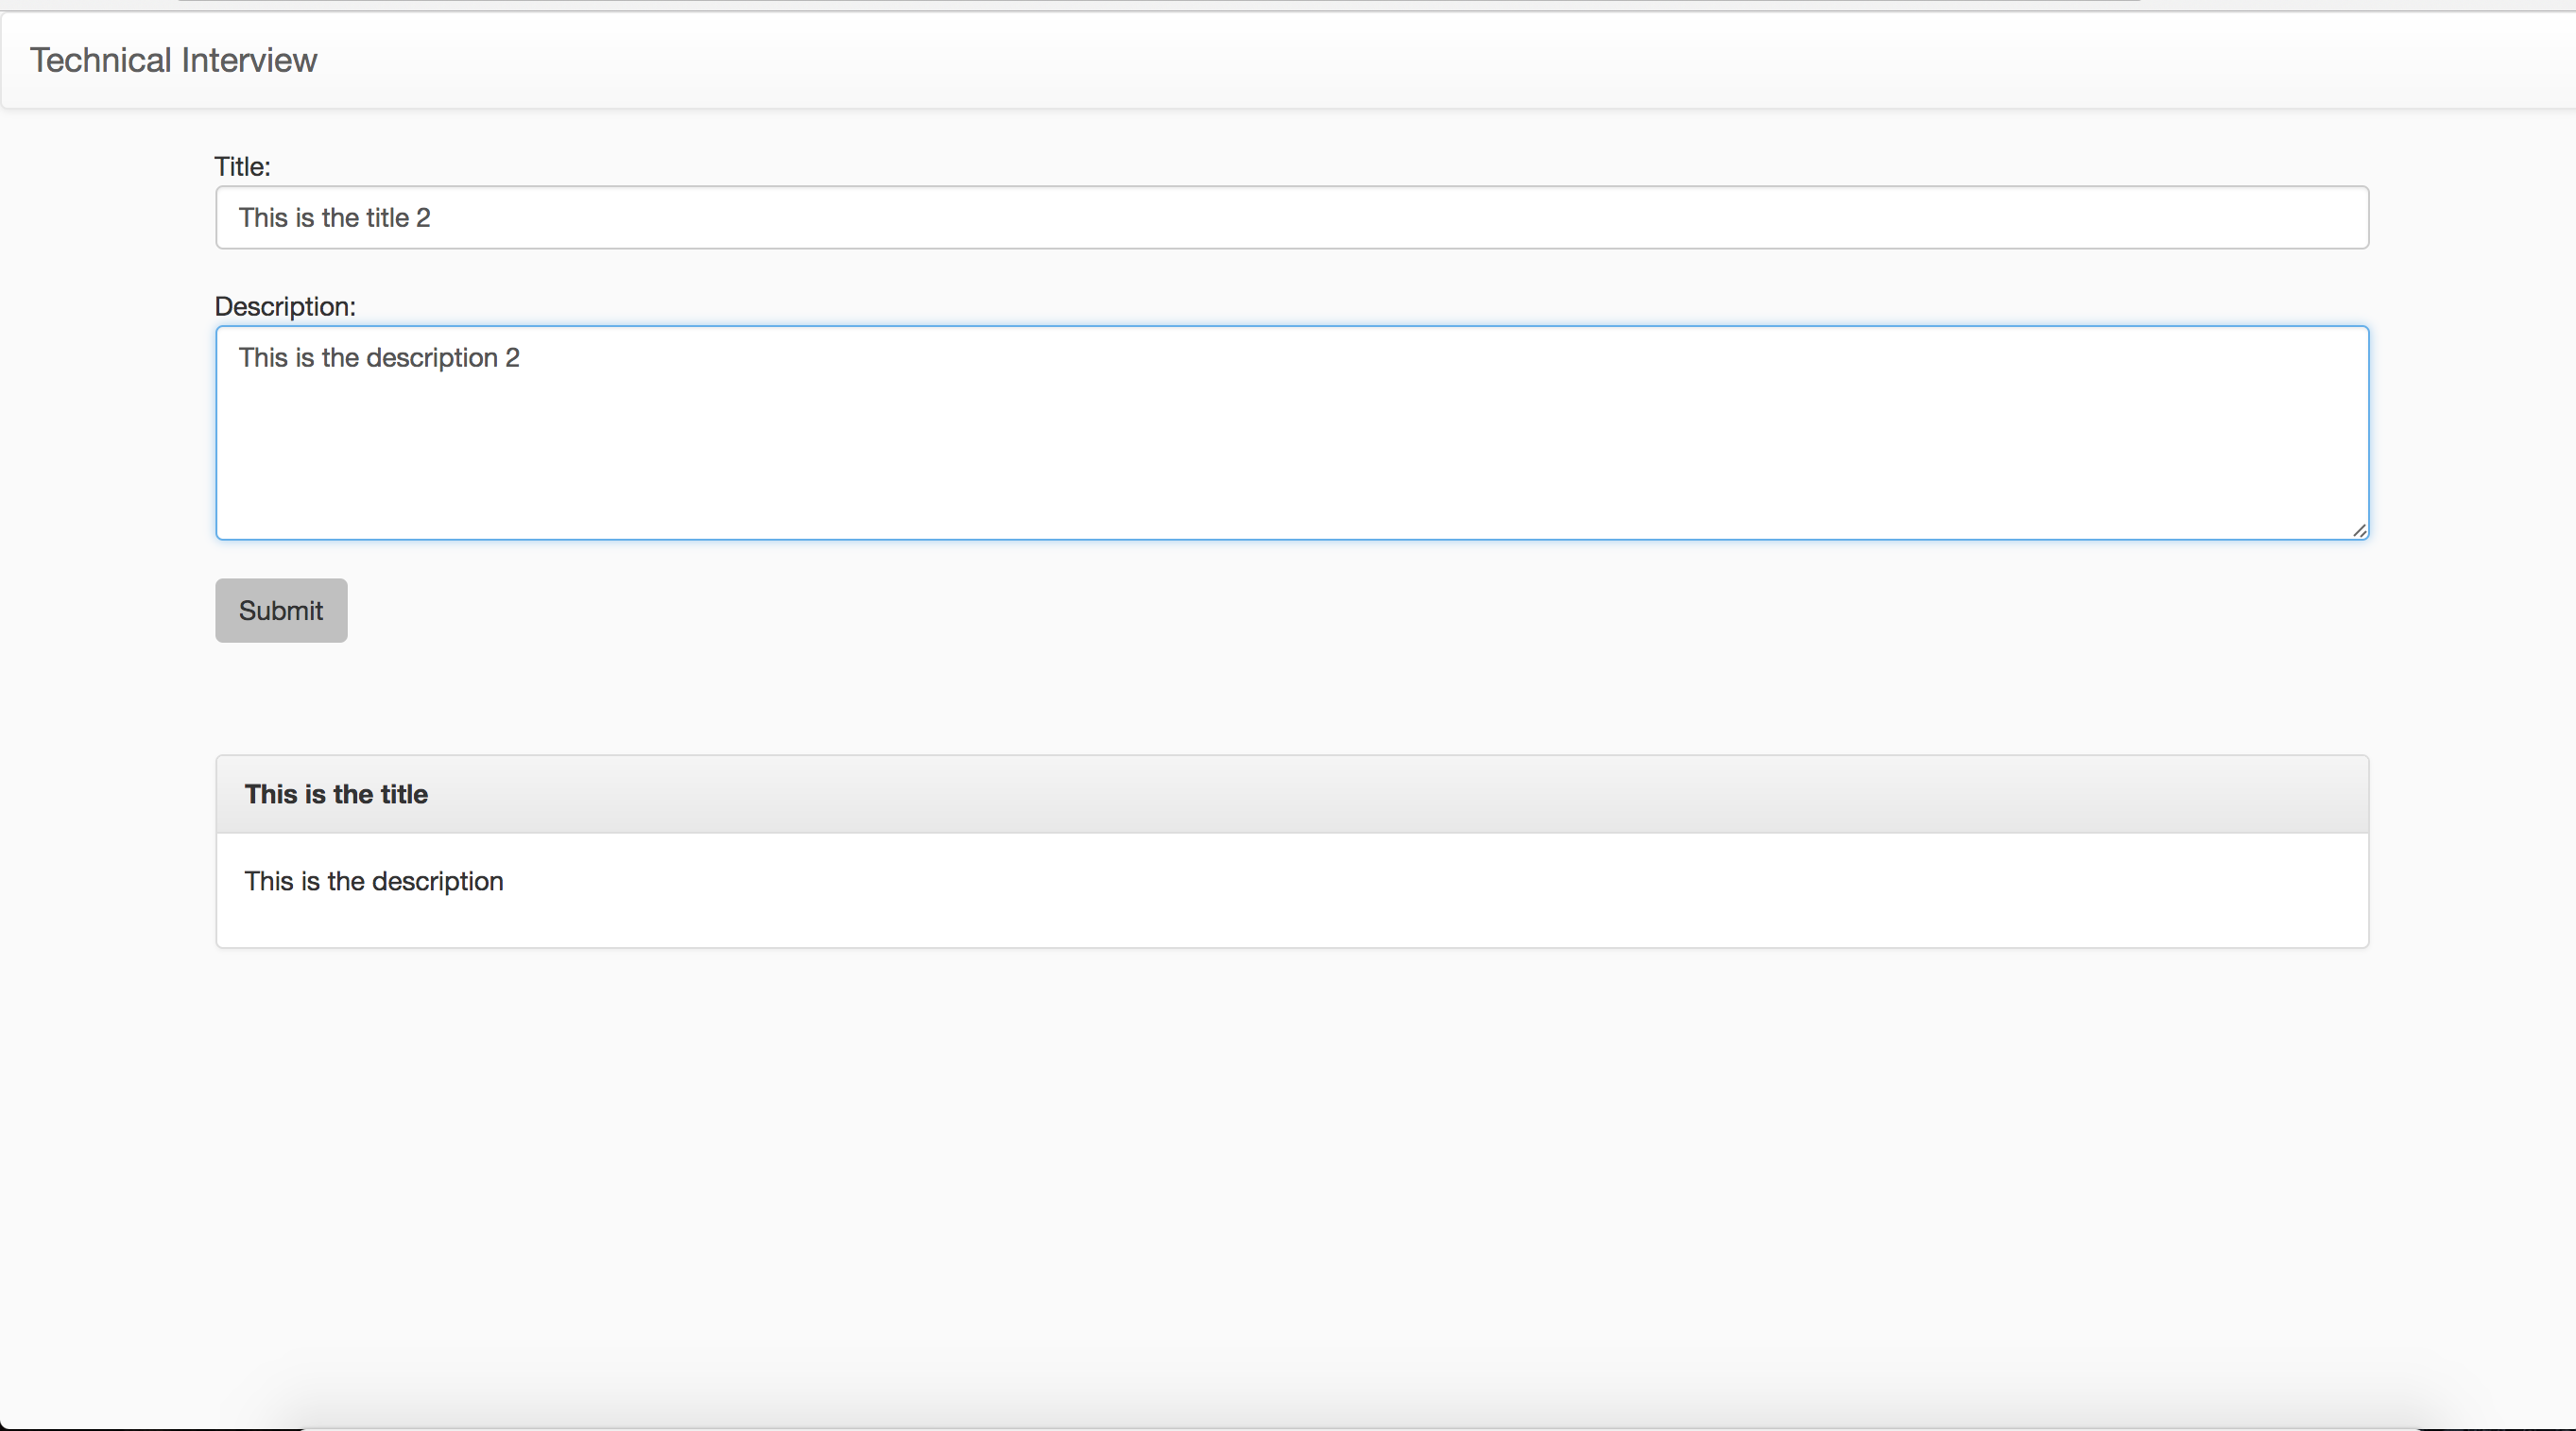 Technical Interview
Title:
This is the title 2
Description:
This is the description 2
Submit
This is the title
This is the description